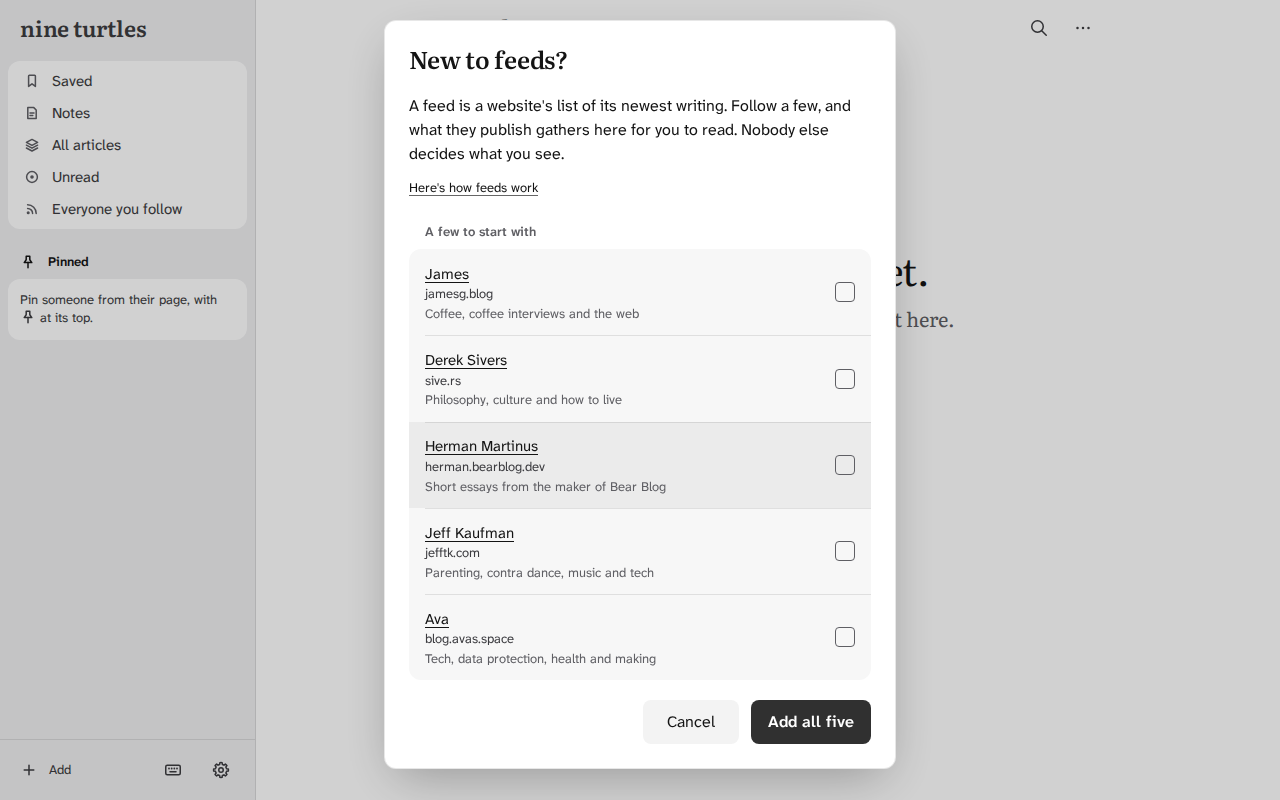 nine turtles
Saved
Notes
All articles
Unread
Everyone you follow
Pinned
Pin someone from their page, with
at its top.
Add
New to feeds?
A feed is a website's list of its newest writing. Follow a few, and
what they publish gathers here for you to read. Nobody else
decides what you see.
Here's how feeds work
A few to start with
James
jamesg.blog
Coffee, coffee interviews and the web
Derek Sivers
sive.rs
Philosophy, culture and how to live
Herman Martinus
herman.bearblog.dev
Short essays from the maker of Bear Blog
Jeff Kaufman
jefftk.com
Parenting, contra dance, music and tech
Ava
blog.avas.space
Tech, data protection, health and making
Cancel
Add all five
here.